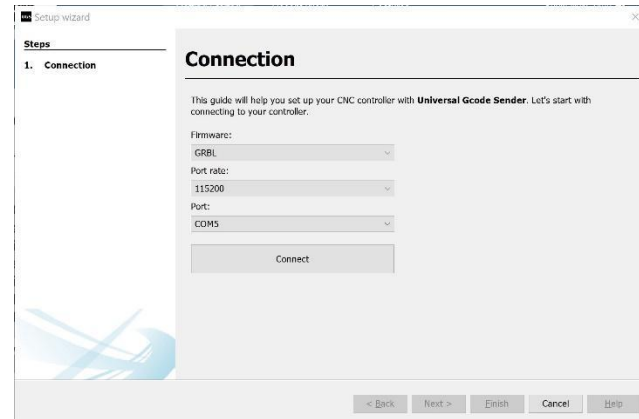 UGS Setup wizard
Steps
1. Connection
Connection
This guide will help you set up your CNC controller with Universal Gcode Sender. Let's start with
connecting to your controller.
Firmware:
GRBL
Port rate:
115200
Port:
COM5
Connect
< Back Next > Finish Cancel Help